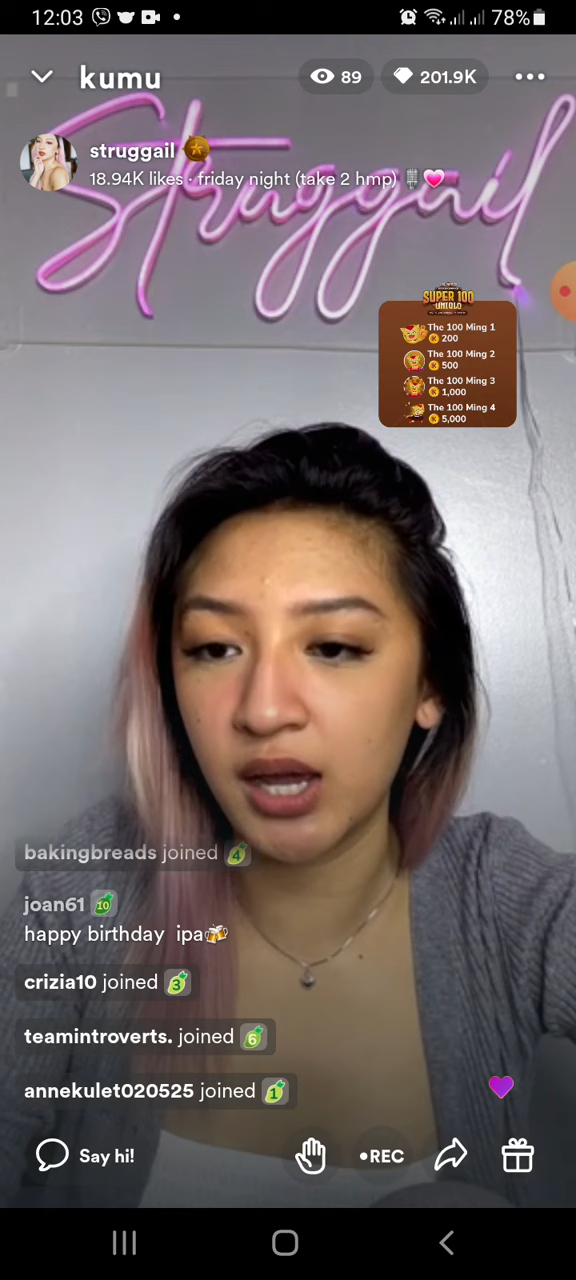 12:03
78%
kumu
89
201.9K
struggail
18.94K likes · friday night (take 2 hmp) 🎙💗
Struggail
SUPER 100
UNTOLD
The 100 Ming 1
200
The 100 Ming 2
500
The 100 Ming 3
1,000
The 100 Ming 4
5,000
bakingbreads joined 4
joan61 10
happy birthday ipa🍻
crizia10 joined 3
teamintroverts. joined 6
annekulet020525 joined 1
Say hi!
•REC